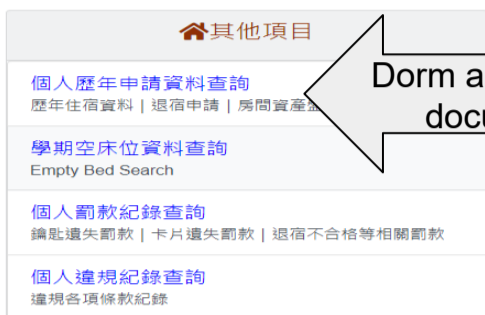 其他項目
個人歷年申請資料查詢
歷年住宿資料 | 退宿申請 | 房間資產
Dorm a
docu
學期空床位資料查詢
Empty Bed Search
個人罰款紀錄查詢
鑰匙遺失罰款 | 卡片遺失罰款 | 退宿不合格等相關罰款
個人違規紀錄查詢
違規各項條款紀錄